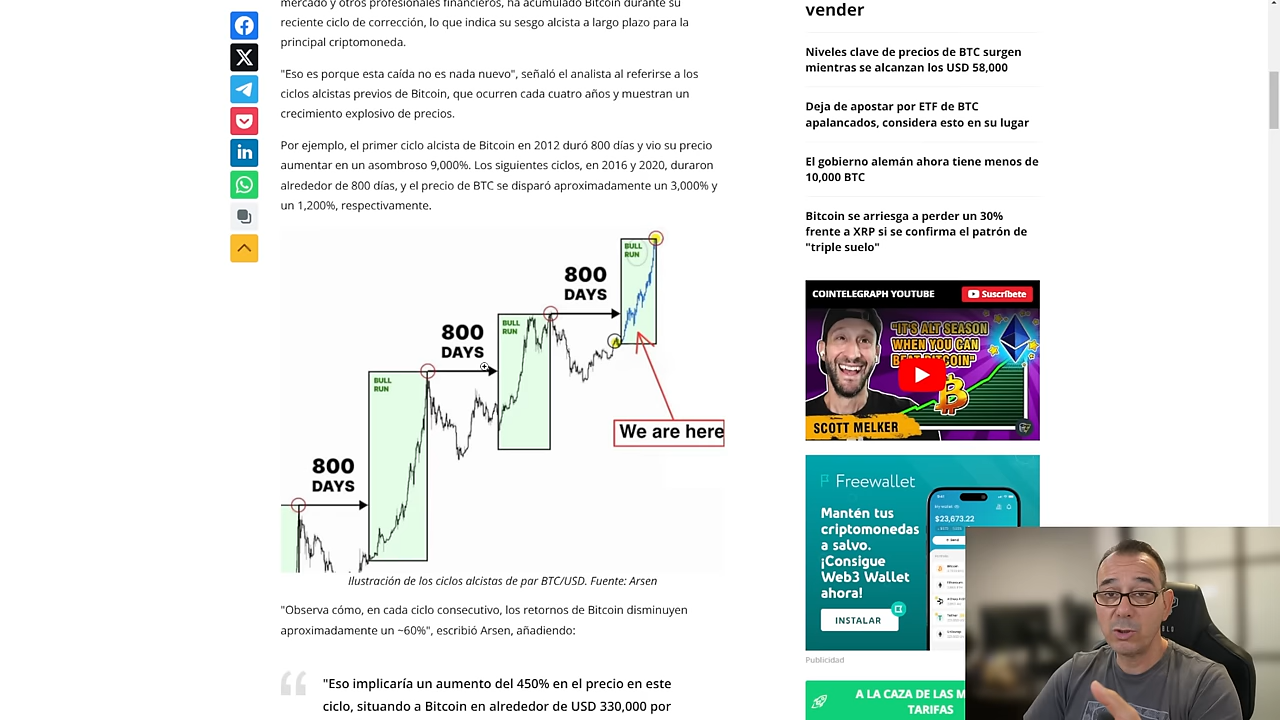 mercado y otros profesionales financieros, ha acumulado Bitcoin durante su
reciente ciclo de corrección, lo que indica su sesgo alcista a largo plazo para la
principal criptomoneda.
"Eso es porque esta caída no es nada nuevo", señaló el analista al referirse a los
ciclos alcistas previos de Bitcoin, que ocurren cada cuatro años y muestran un
crecimiento explosivo de precios.
Por ejemplo, el primer ciclo alcista de Bitcoin en 2012 duró 800 días y vio su precio
aumentar en un asombroso 9,000%. Los siguientes ciclos, en 2016 y 2020, duraron
alrededor de 800 días, y el precio de BTC se disparó aproximadamente un 3,000% y
un 1,200%, respectivamente.
BULL
RUN
800
DAYS
BULL
RUN
800
DAYS
BULL
RUN
We are here
800
DAYS
Ilustración de los ciclos alcistas de par BTC/USD. Fuente: Arsen
"Observa cómo, en cada ciclo consecutivo, los retornos de Bitcoin disminuyen
aproximadamente un ~60%", escribió Arsen, añadiendo:
"Eso implicaría un aumento del 450% en el precio en este
ciclo, situando a Bitcoin en alrededor de USD 330,000 por
vender
Niveles clave de precios de BTC surgen
mientras se alcanzan los USD 58,000
Deja de apostar por ETF de BTC
apalancados, considera esto en su lugar
El gobierno alemán ahora tiene menos de
10,000 BTC
Bitcoin se arriesga a perder un 30%
frente a XRP si se confirma el patrón de
"triple suelo"
COINTELEGRAPH YOUTUBE
Suscríbete
"IT'S ALT SEASON
WHEN YOU CAN
BEAT BITCOIN"
SCOTT MELKER
Freewallet
Mantén tus
criptomonedas
a salvo.
¡Consigue
Web3 Wallet
ahora!
INSTALAR
$23,673.22
Publicidad
A LA CAZA DE LAS M
TARIFAS